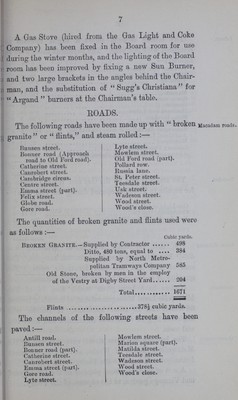 7
A Gas Stove (hired from the Gas Light and Coke
Company) has been fixed in the Board room for use
during the winter months, and the lighting of the Board
room has been improved by fixing a new Sun Burner,
and two large brackets in the angles behind the Chair-
man, and the substitution of "Sugg's Christiana" for
"Argand" burners at the Chairman's table.
ROADS.
The following roads have been made up with "broken
Macadam roads.
granite" or "flints," and steam rolled:—
Bunsen street.
Bonner road (Approach
road to Old Ford road).
Catherine street.
Canrobert street.
Cambridge circus.
Centre street.
Emma street (part).
Felix street.
Globe road.
Gore road.
Lyte street.
Mowlem street.
Old Ford road (part).
Pollard row.
Russia lane.
St. Peter street.
Teesdale street.
Usk street.
Wadeson street.
Wood street.
Wood's close.
The quantities of broken granite and flints used were
as follows:—
Cubic yards.
BROKEN GRANITE.—Supplied by Contractor ...... 498
Ditto, 480 tons, equal to .... 384
Supplied by North Metro-
politan Tramways Company 585
Old Stone, broken by men in the employ
of the Vestry at Digby Street Yard...... 204
Total............ 1671
Flints ........................ 378½ cubic yards.
The channels of the following streets have been
paved:—
Antill road.
Bunsen street.
Bonner road (part).
Catherine street.
Canrobert street.
Emma street (part).
Gore road.
Lyte street.
Mowlem street.
Marian square (part).
Matilda street.
Teesdale street.
Wadeson street.
Wood street.
Wood's close.